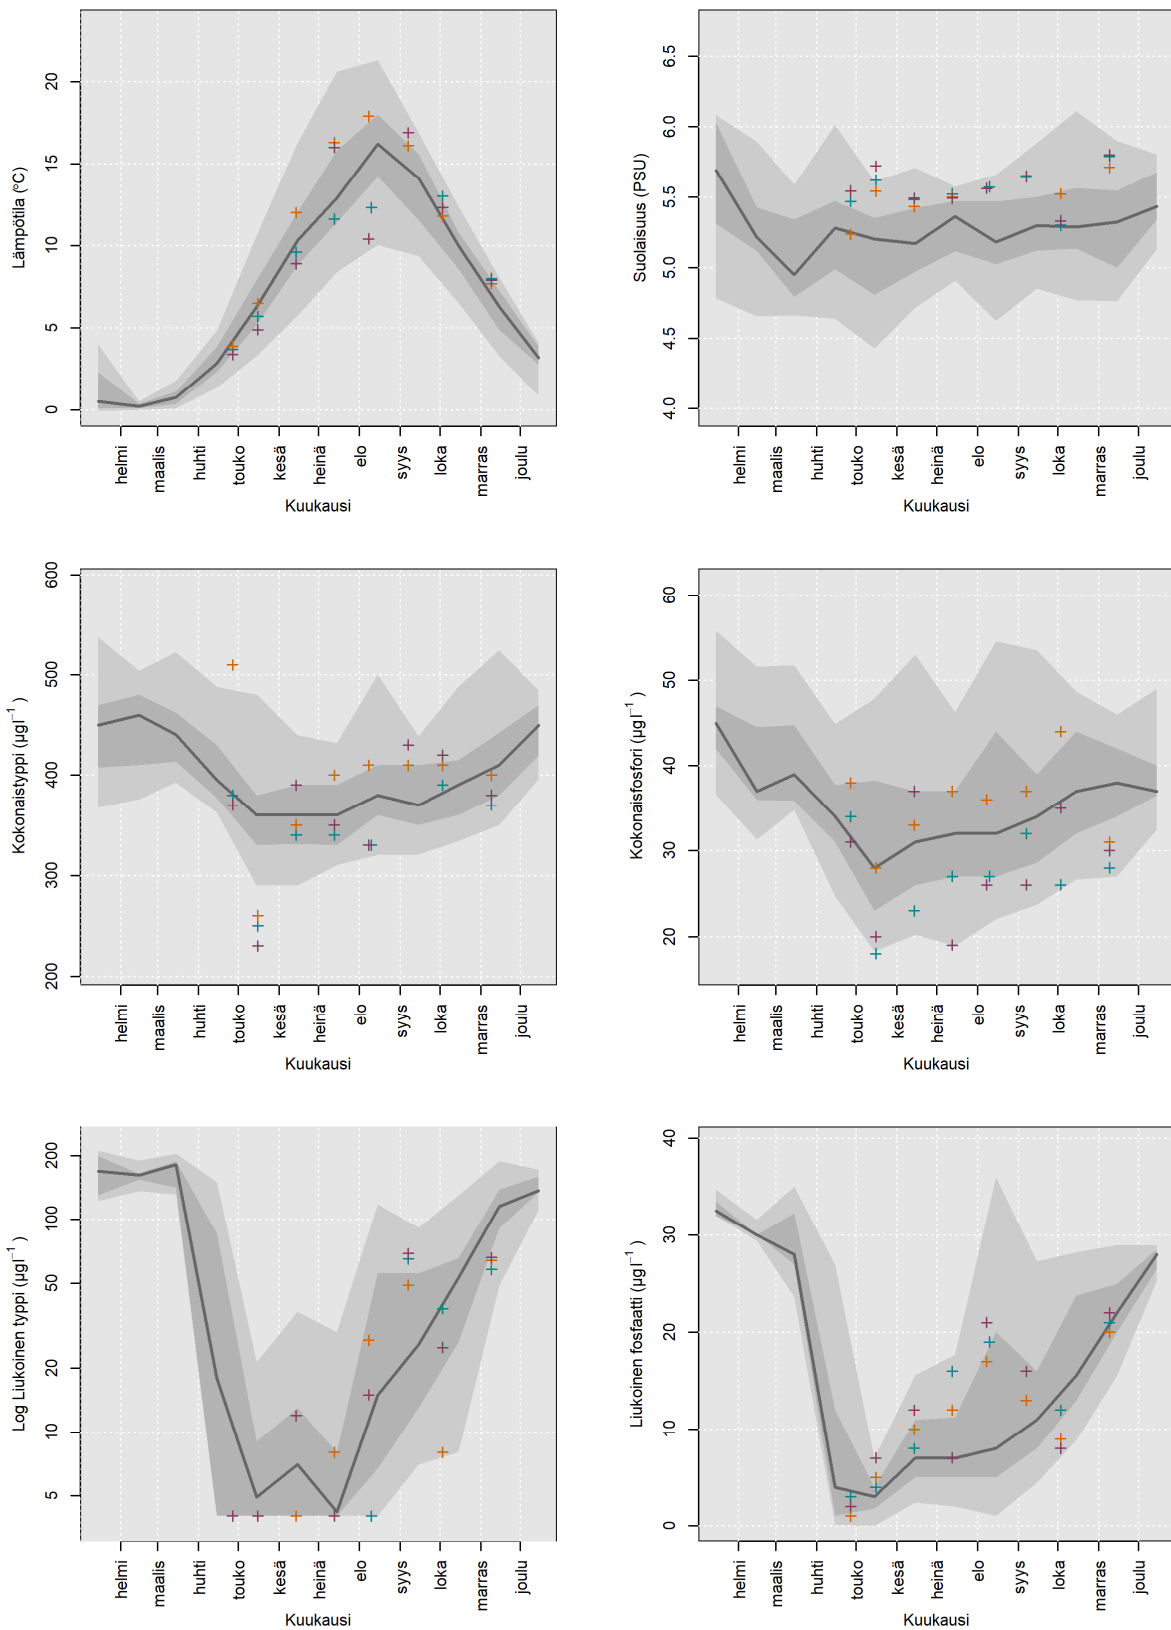 Lämpötila (°C)
20
15
10
5
0
helmi
maalis
huhti
touko
kesä
heinä
elo
syys
loka
marras
joulu
Kuukausi
Suolaisuus (PSU)
6.5
6.0
5.5
5.0
4.5
4.0
helmi
maalis
huhti
touko
kesä
heinä
elo
syys
loka
marras
joulu
Kuukausi
Kokonaistyppi (µgl⁻¹)
600
500
400
300
200
helmi
maalis
huhti
touko
kesä
heinä
elo
syys
loka
marras
joulu
Kuukausi
Kokonaisfosfori (µgl⁻¹)
60
50
40
30
20
helmi
maalis
huhti
touko
kesä
heinä
elo
syys
loka
marras
joulu
Kuukausi
Log Liukoinen typpi (µgl⁻¹)
200
100
50
20
10
5
helmi
maalis
huhti
touko
kesä
heinä
elo
syys
loka
marras
joulu
Kuukausi
Liukoinen fosfaatti (µgl⁻¹)
40
30
20
10
0
helmi
maalis
huhti
touko
kesä
heinä
elo
syys
loka
marras
joulu
Kuukausi